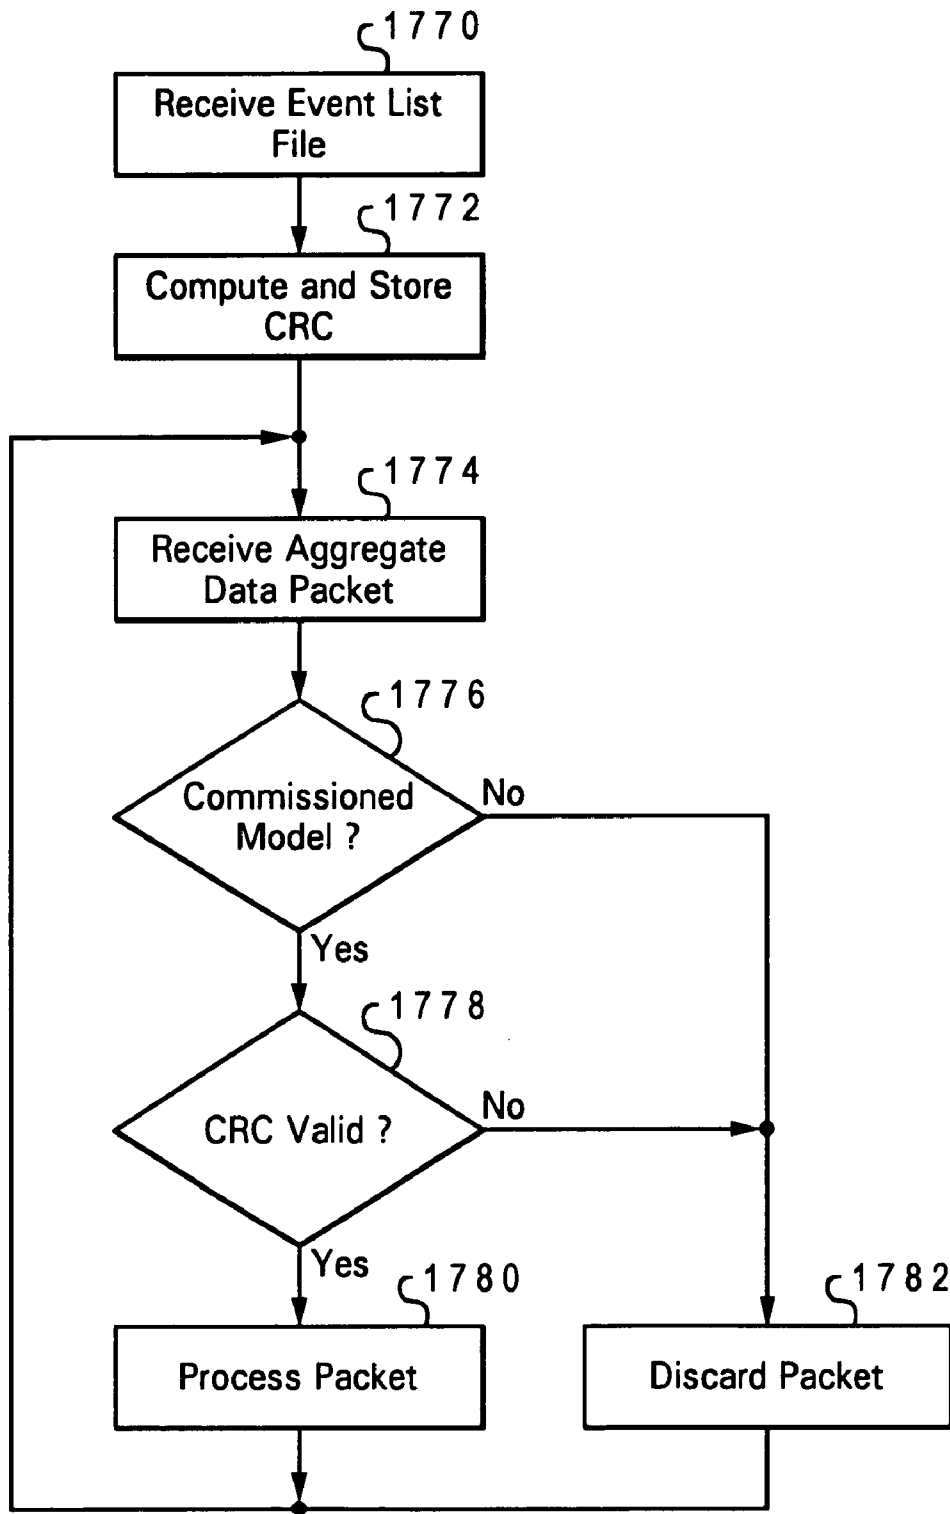 1770
Receive Event List
File
1772
Compute and Store
CRC
1774
Receive Aggregate
Data Packet
1776
Commissioned
Model ?
No
Yes
1778
CRC Valid ?
No
Yes
1780
Process Packet
1782
Discard Packet